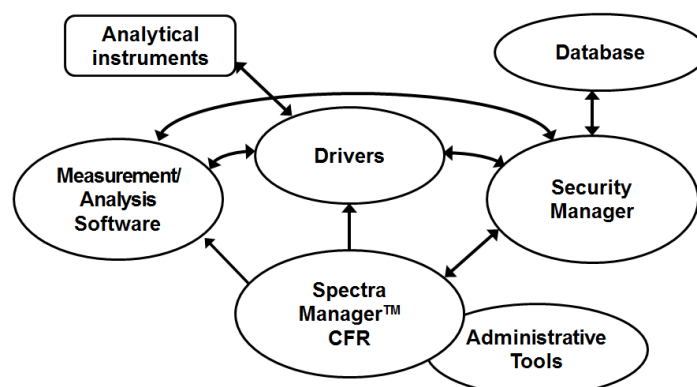 Analytical
instruments
Database
Drivers
Measurement/
Analysis
Software
Security
Manager
Spectra
Manager™
CFR
Administrative
Tools